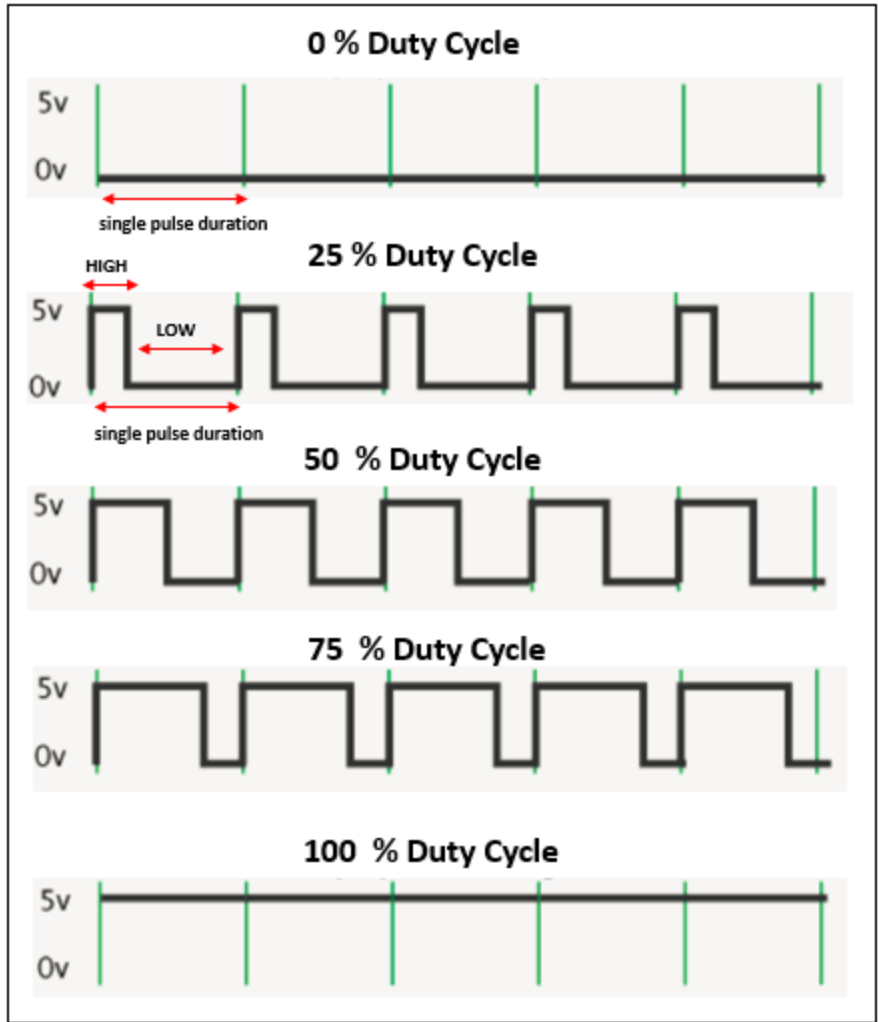 0 % Duty Cycle
5v
0v
single pulse duration
25 % Duty Cycle
HIGH
5v
LOW
0v
single pulse duration
50 % Duty Cycle
5v
0v
75 % Duty Cycle
5v
0v
100 % Duty Cycle
5v
0v